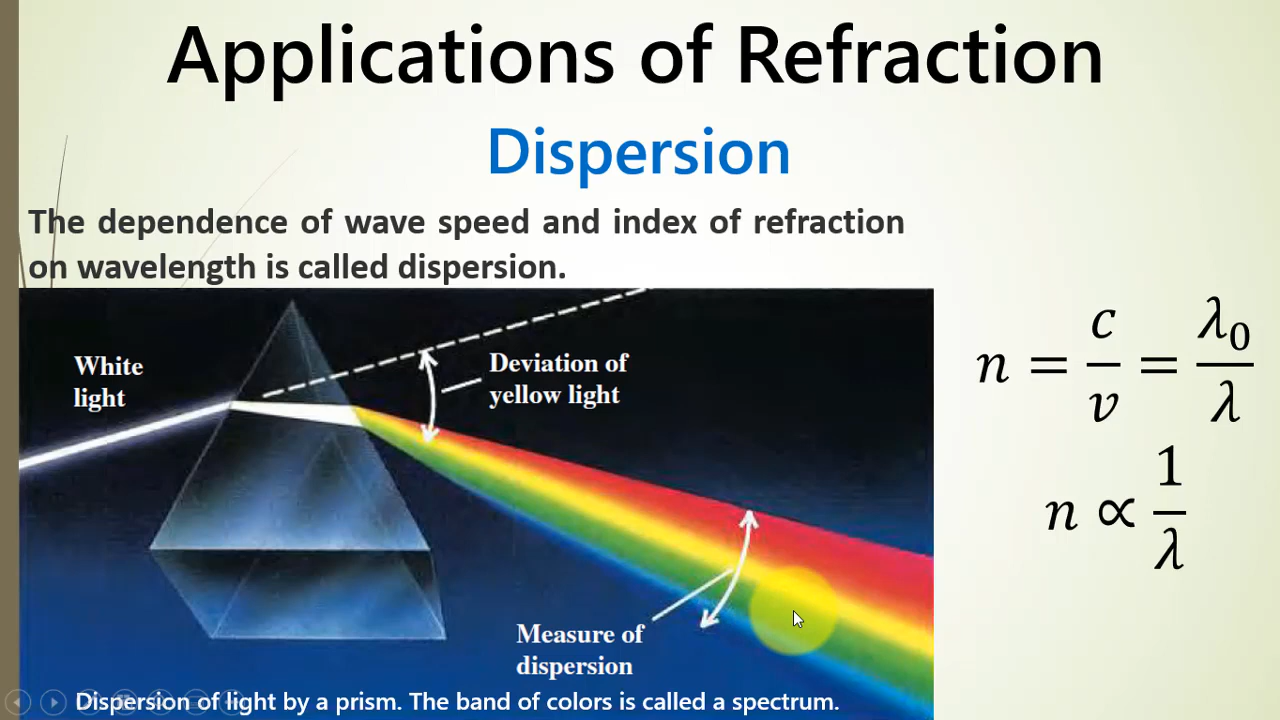 Applications of Refraction
Dispersion
The dependence of wave speed and index of refraction
on wavelength is called dispersion.
White
light
Deviation of
yellow light
Measure of
dispersion
Dispersion of light by a prism. The band of colors is called a spectrum.
n = c/v = λ₀/λ
n ∝ 1/λ